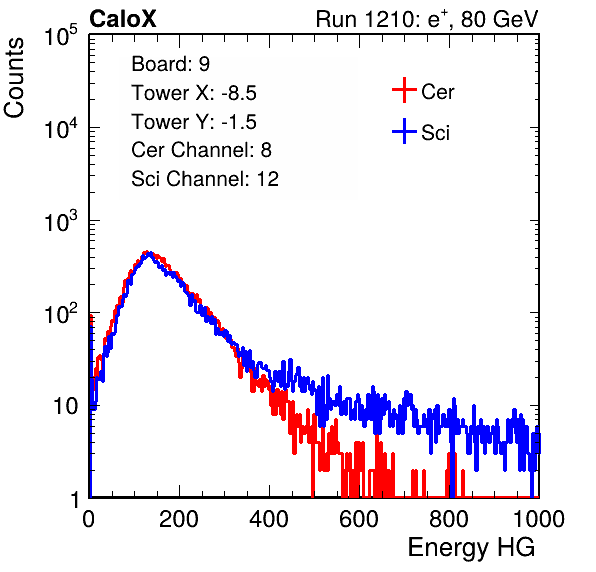 CaloX Run 1210: e⁺, 80 GeV
Counts
10⁵
10⁴
10³
10²
10
1
Board: 9
Tower X: -8.5
Tower Y: -1.5
Cer Channel: 8
Sci Channel: 12
Cer
Sci
0 200 400 600 800 1000
Energy HG